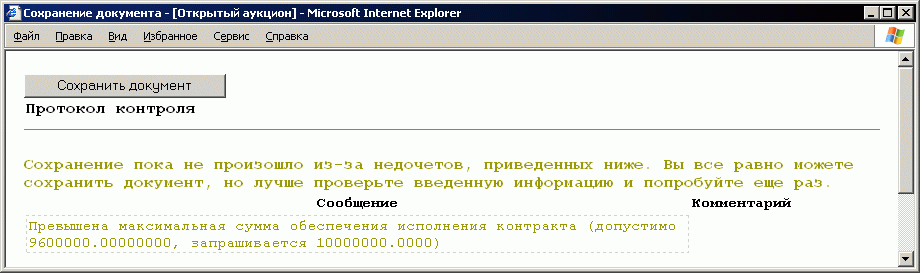 Сохранение документа - [Открытый аукцион] - Microsoft Internet Explorer
Файл Правка Вид Избранное Сервис Справка
Сохранить документ
Протокол контроля
Сохранение пока не произошло из-за недочетов, приведенных ниже. Вы все равно можете
сохранить документ, но лучше проверьте введенную информацию и попробуйте еще раз.
Сообщение Комментарий
Превышена максимальная сумма обеспечения исполнения контракта (допустимо
9600000.00000000, запрашивается 10000000.0000)